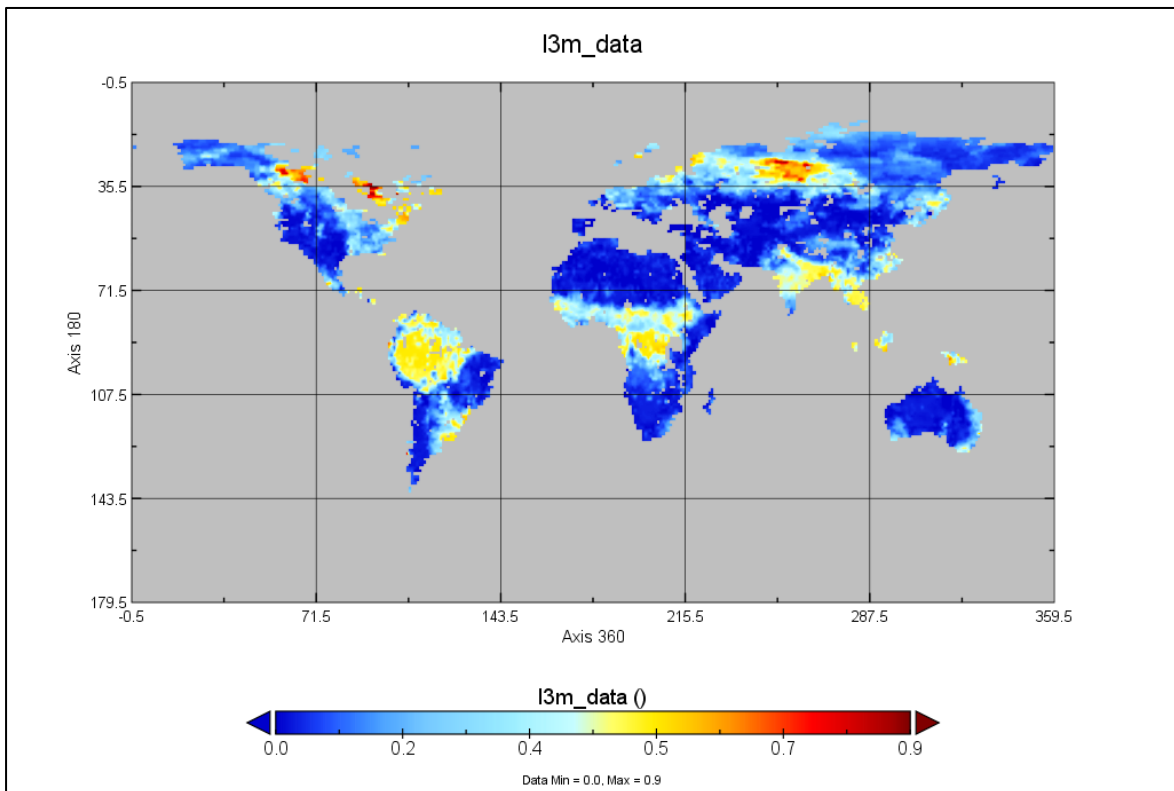 l3m_data
-0.5
35.5
71.5
107.5
143.5
179.5
Axis 180
-0.5 71.5 143.5 215.5 287.5 359.5
Axis 360
l3m_data ()
0.0 0.2 0.4 0.5 0.7 0.9
Data Min = 0.0, Max = 0.9